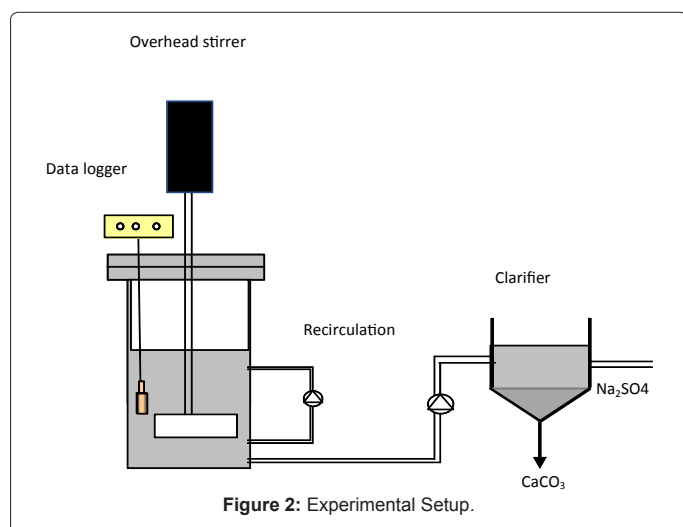 Overhead stirrer
Data logger
Clarifier
Recirculation
Na₂SO4
CaCO₃
Figure 2: Experimental Setup.